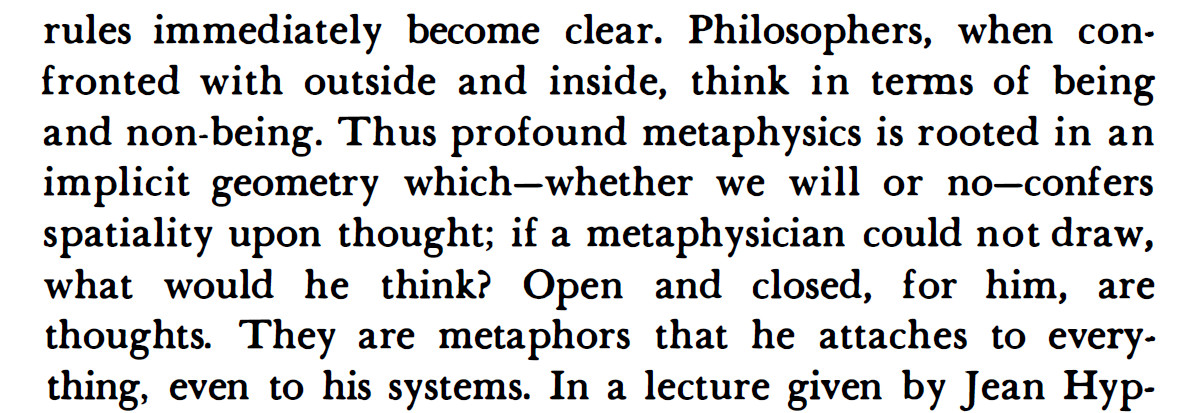 rules immediately become clear. Philosophers, when con-
fronted with outside and inside, think in terms of being
and non-being. Thus profound metaphysics is rooted in an
implicit geometry which—whether we will or no—confers
spatiality upon thought; if a metaphysician could not draw,
what would he think? Open and closed, for him, are
thoughts. They are metaphors that he attaches to every-
thing, even to his systems. In a lecture given by Jean Hyp-